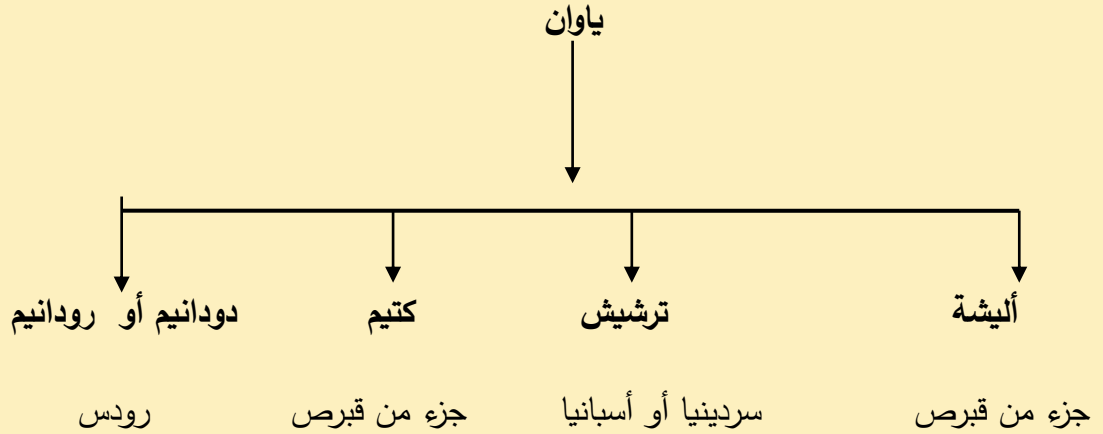 ياوان
أليشة ترشيش كتيم دودانيم أو رودانيم
جزء من قبرص سردينيا أو أسبانيا جزء من قبرص رودس